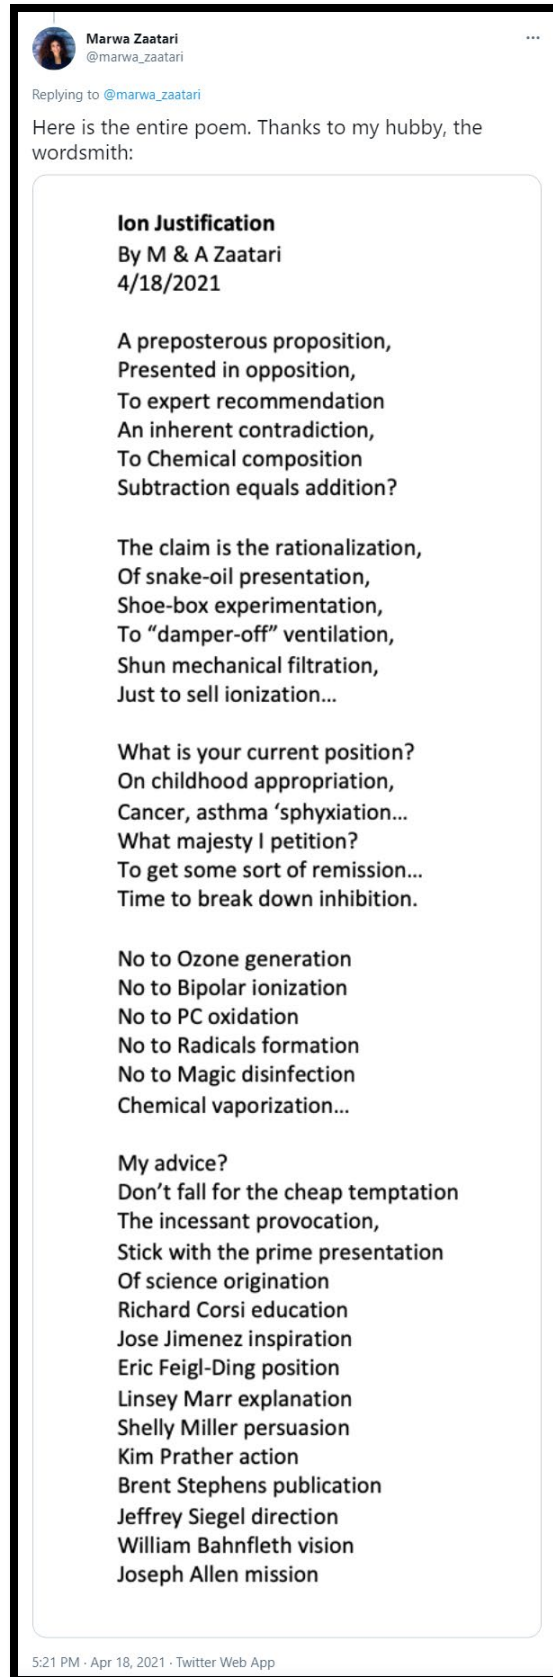 Marwa Zaatari
@marwa_zaatari
Replying to @marwa_zaatari
Here is the entire poem. Thanks to my hubby, the
wordsmith:
Ion Justification
By M & A Zaatari
4/18/2021
A preposterous proposition,
Presented in opposition,
To expert recommendation
An inherent contradiction,
To Chemical composition
Subtraction equals addition?
The claim is the rationalization,
Of snake-oil presentation,
Shoe-box experimentation,
To “damper-off” ventilation,
Shun mechanical filtration,
Just to sell ionization...
What is your current position?
On childhood appropriation,
Cancer, asthma ‘sphyxiation...
What majesty I petition?
To get some sort of remission...
Time to break down inhibition.
No to Ozone generation
No to Bipolar ionization
No to PC oxidation
No to Radicals formation
No to Magic disinfection
Chemical vaporization...
My advice?
Don’t fall for the cheap temptation
The incessant provocation,
Stick with the prime presentation
Of science origination
Richard Corsi education
Jose Jimenez inspiration
Eric Feigl-Ding position
Linsey Marr explanation
Shelly Miller persuasion
Kim Prather action
Brent Stephens publication
Jeffrey Siegel direction
William Bahnfleth vision
Joseph Allen mission
5:21 PM · Apr 18, 2021 · Twitter Web App